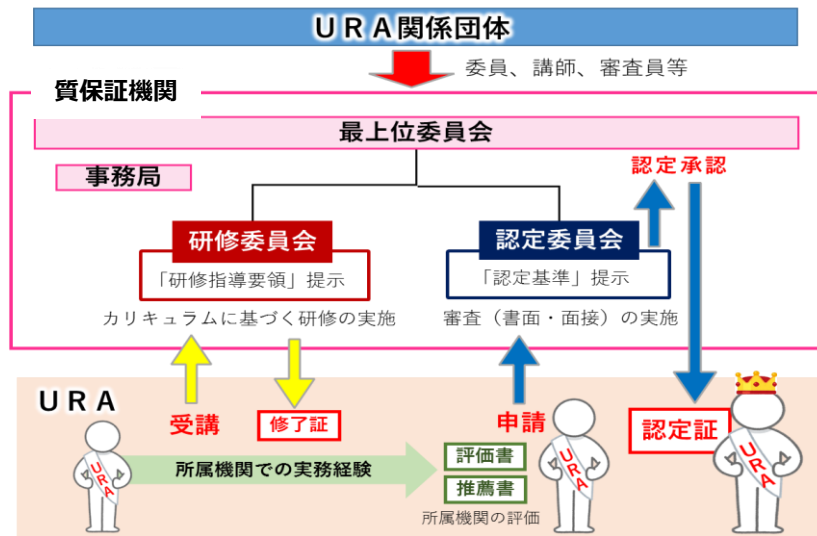 ＵＲＡ関係団体
委員、講師、審査員等
質保証機関
最上位委員会
事務局
認定承認
研修委員会
「研修指導要領」提示
カリキュラムに基づく研修の実施
認定委員会
「認定基準」提示
審査（書面・面接）の実施
ＵＲＡ
受講
修了証
申請
認定証
所属機関での実務経験
評価書
推薦書
所属機関の評価
URA
URA
URA